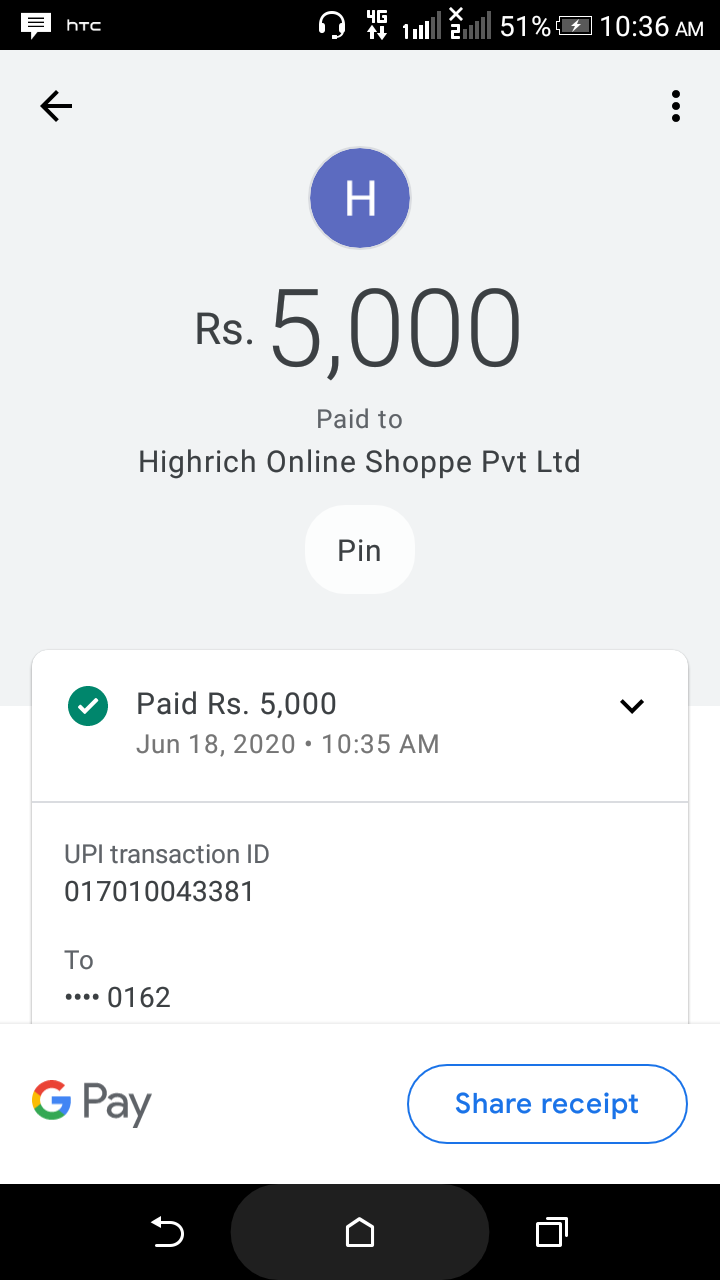 hTC 4G 1 2 51% 10:36 AM
H
Rs. 5,000
Paid to
Highrich Online Shoppe Pvt Ltd
Pin
Paid Rs. 5,000
Jun 18, 2020 • 10:35 AM
UPI transaction ID
017010043381
To
•••• 0162
G Pay
Share receipt